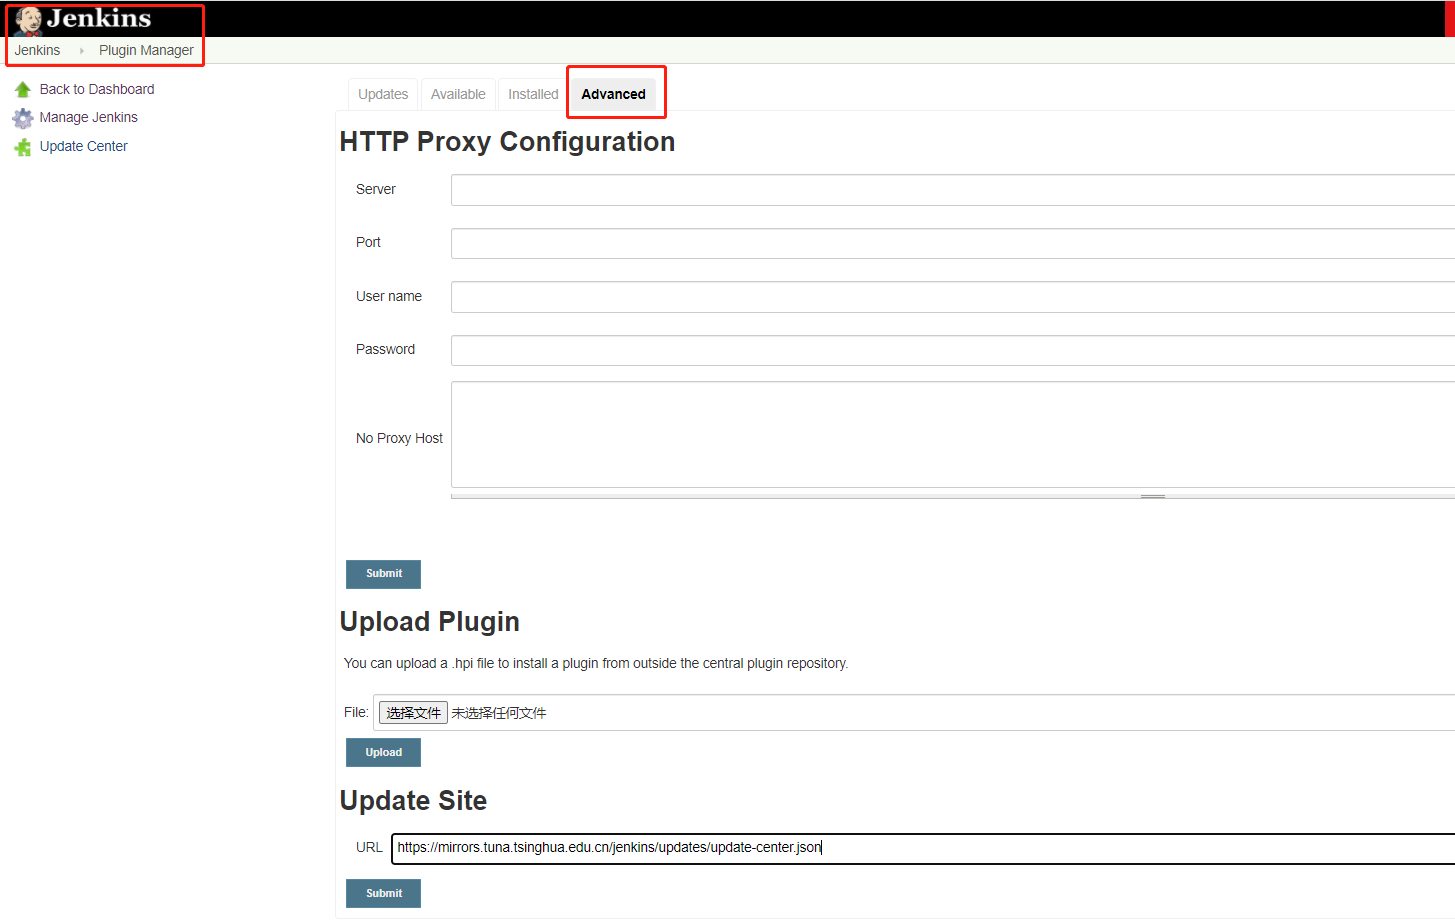 Jenkins
Jenkins Plugin Manager
Back to Dashboard
Manage Jenkins
Update Center
Updates Available Installed Advanced
HTTP Proxy Configuration
Server
Port
User name
Password
No Proxy Host
Submit
Upload Plugin
You can upload a .hpi file to install a plugin from outside the central plugin repository.
File: 选择文件 未选择任何文件
Upload
Update Site
URL https://mirrors.tuna.tsinghua.edu.cn/jenkins/updates/update-center.json
Submit